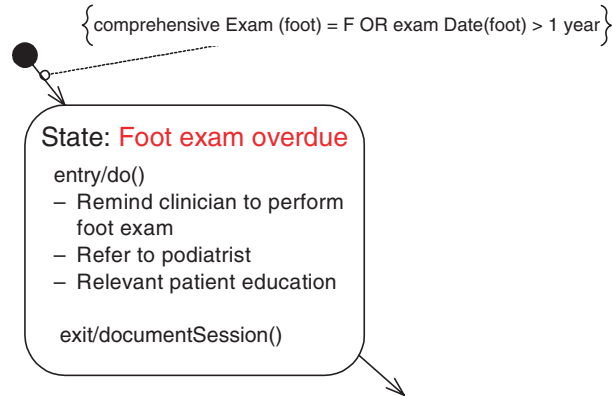 {comprehensive Exam (foot) = F OR exam Date(foot) > 1 year}
State: Foot exam overdue
entry/do()
– Remind clinician to perform
foot exam
– Refer to podiatrist
– Relevant patient education
exit/documentSession()